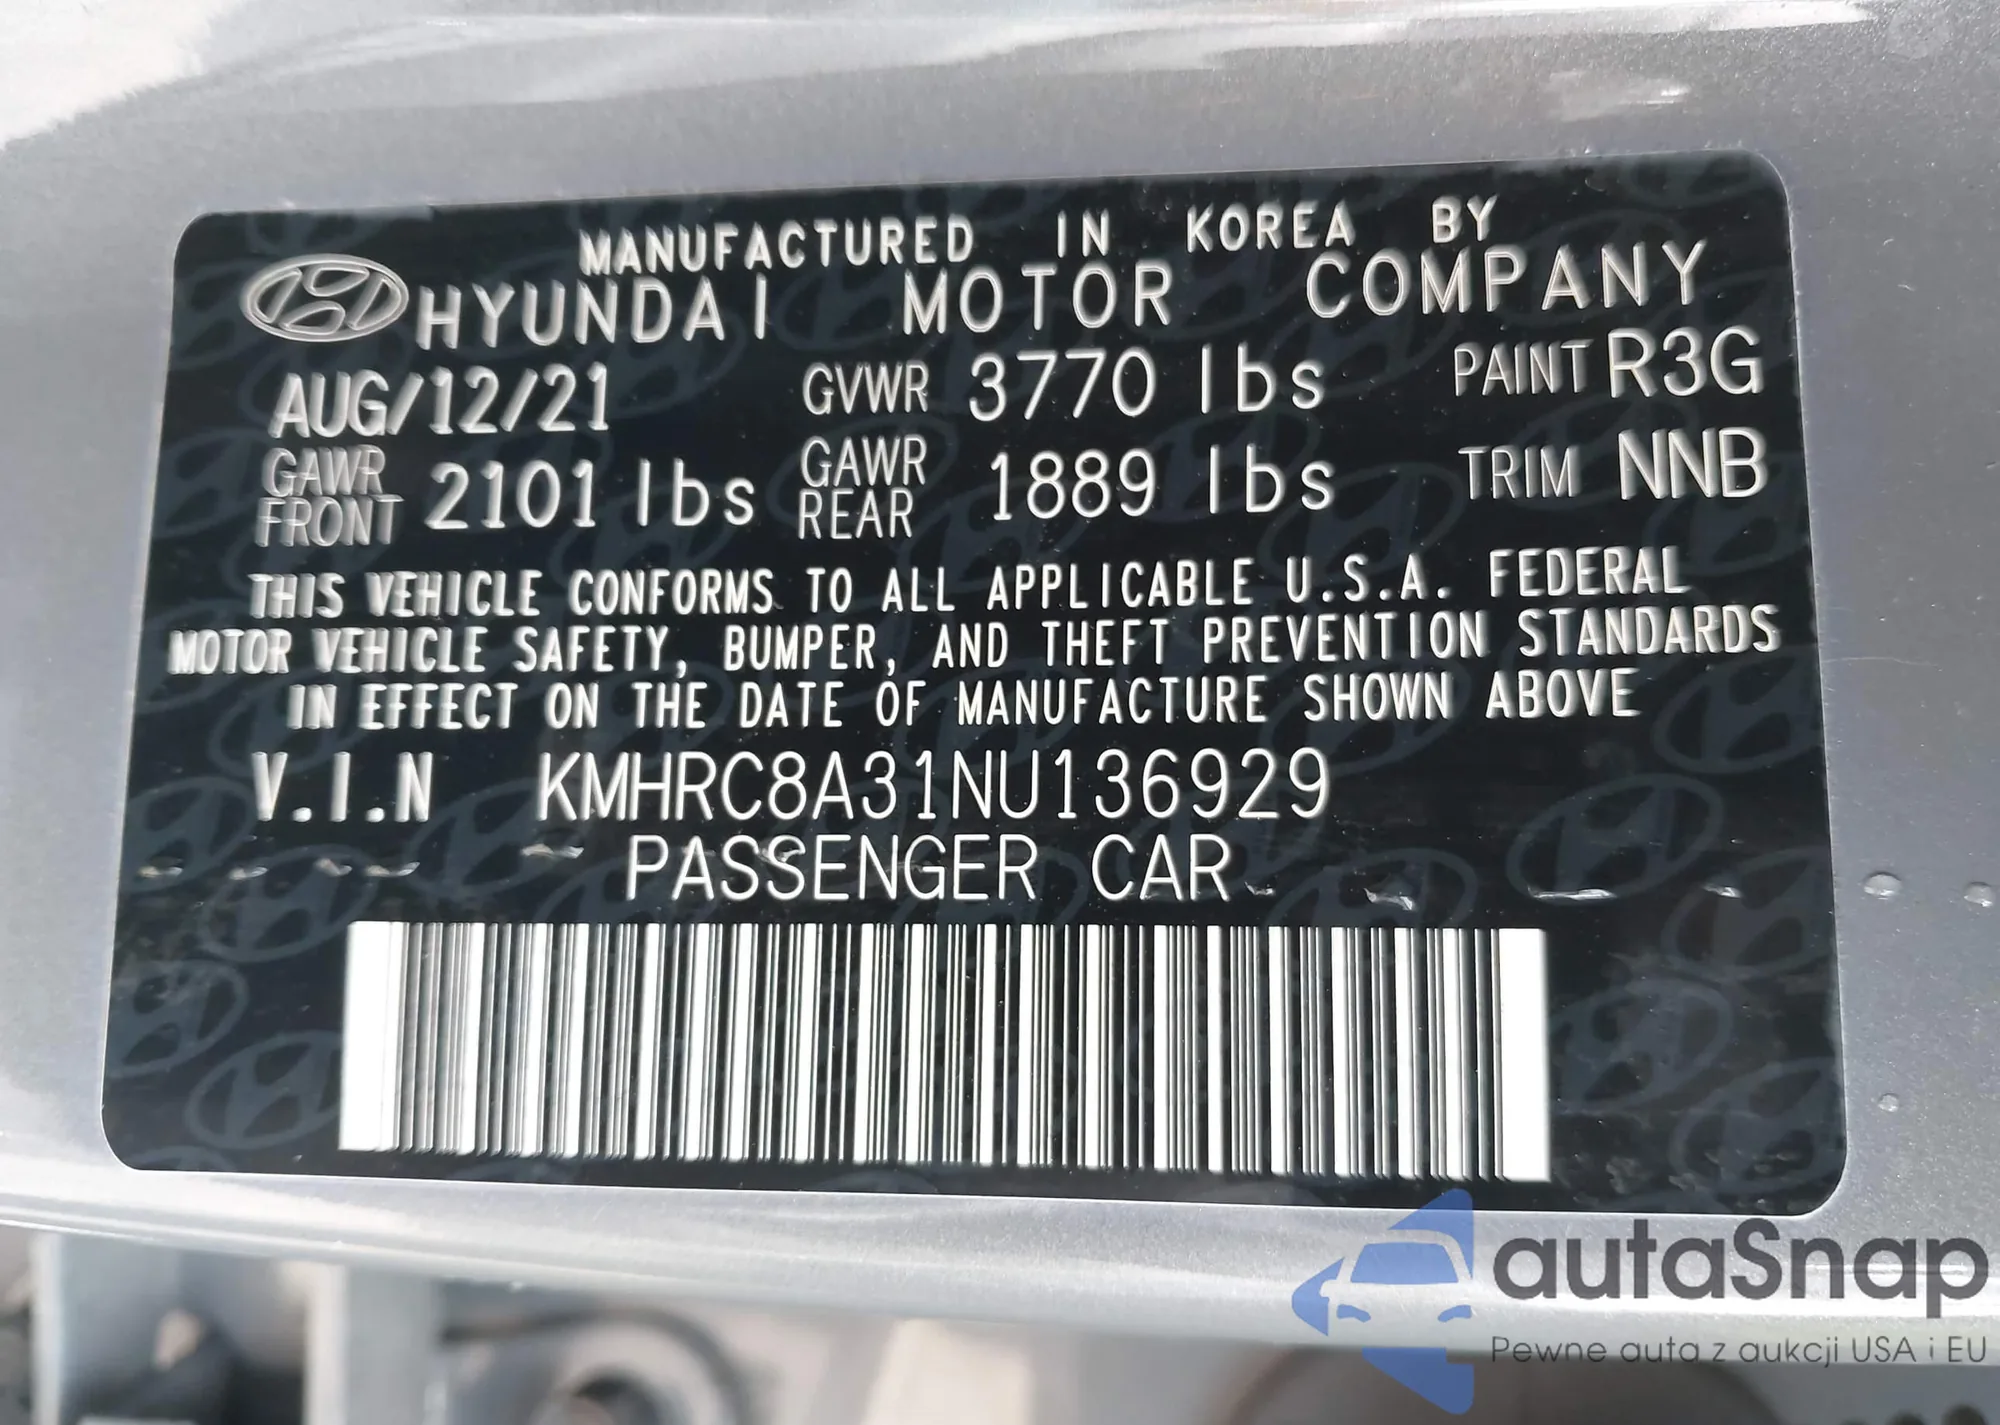 MANUFACTURED IN KOREA BY
HYUNDAI MOTOR COMPANY
AUG/12/21 GVWR 3770 lbs PAINT R3G
GAWR FRONT 2101 lbs GAWR REAR 1889 lbs TRIM NNB
THIS VEHICLE CONFORMS TO ALL APPLICABLE U.S.A. FEDERAL
MOTOR VEHICLE SAFETY, BUMPER, AND THEFT PREVENTION STANDARDS
IN EFFECT ON THE DATE OF MANUFACTURE SHOWN ABOVE
V.I.N KMHRC8A31NU136929
PASSENGER CAR
autaSnap
Pewne auta z aukcji USA i EU